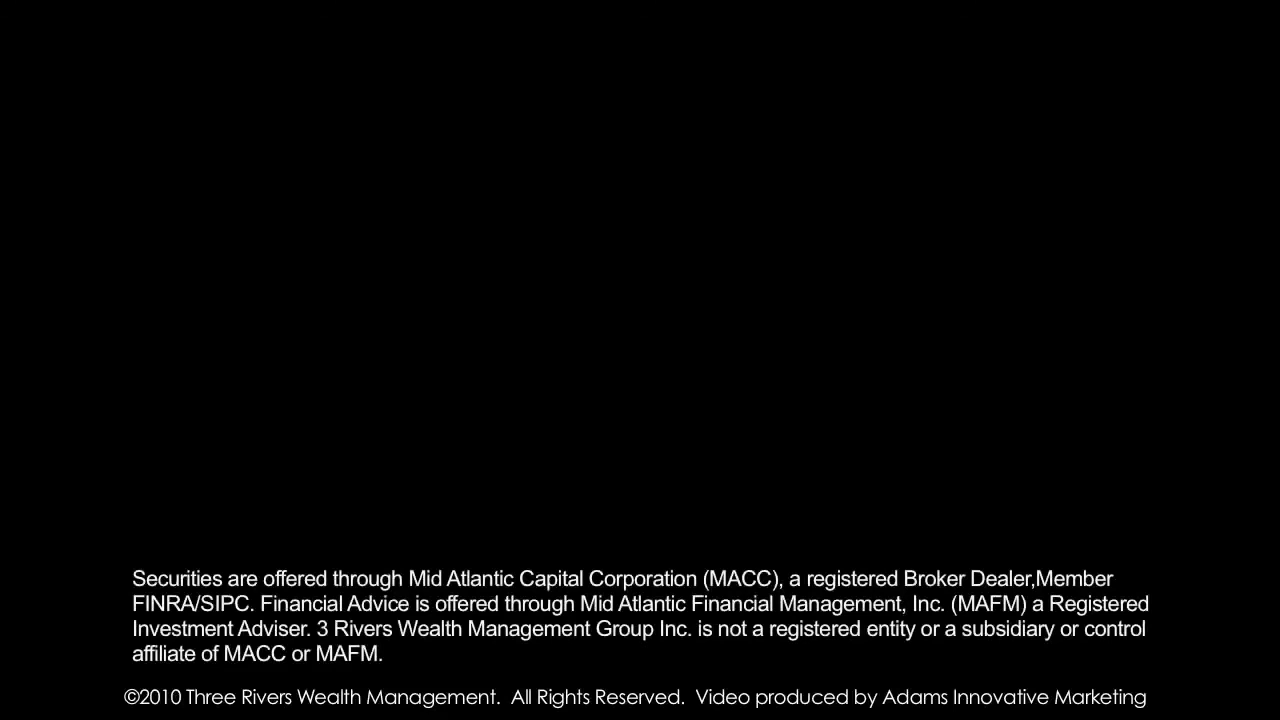 Securities are offered through Mid Atlantic Capital Corporation (MACC), a registered Broker Dealer,Member
FINRA/SIPC. Financial Advice is offered through Mid Atlantic Financial Management, Inc. (MAFM) a Registered
Investment Adviser. 3 Rivers Wealth Management Group Inc. is not a registered entity or a subsidiary or control
affiliate of MACC or MAFM.
©2010 Three Rivers Wealth Management.  All Rights Reserved.  Video produced by Adams Innovative Marketing